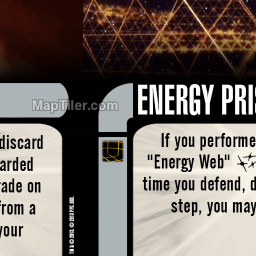 MapTiler.com
ENERGY PRIS
discard
arded
rade on
from a
your
If you performe
"Energy Web"
time you defend, d
step, you may